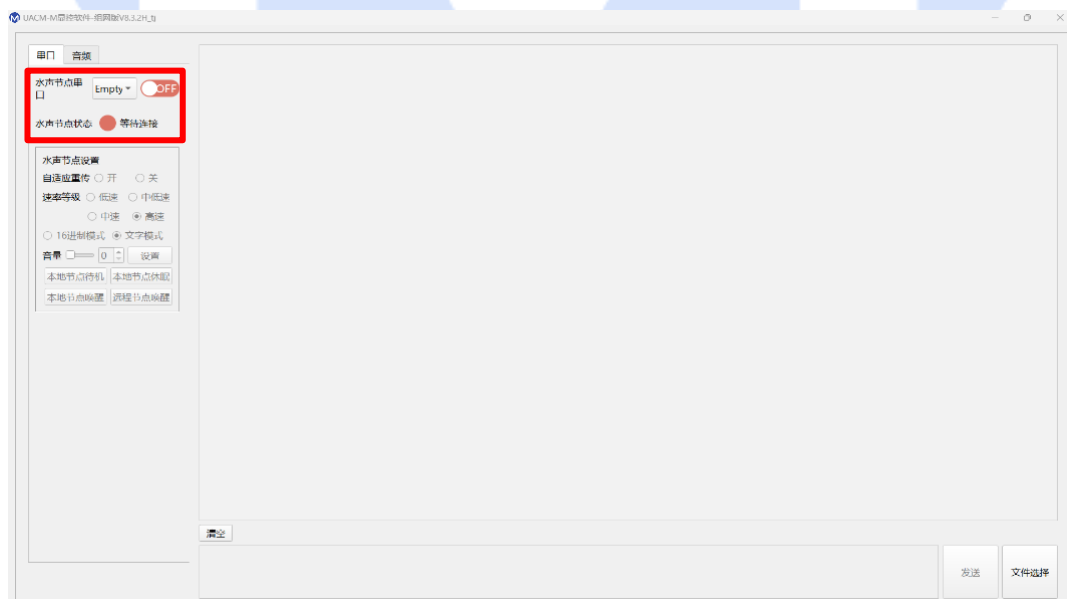 UACM-M显控软件-组网版V8.3.2H_tj
串口 音频
水声节点串口 Empty OFF
水声节点状态 等待连接
水声节点设置
自适应重传 开 关
速率等级 低速 中低速
中速 高速
16进制模式 文字模式
音量 0 设置
本地节点待机 本地节点休眠
本地节点唤醒 远程节点唤醒
清空
发送 文件选择